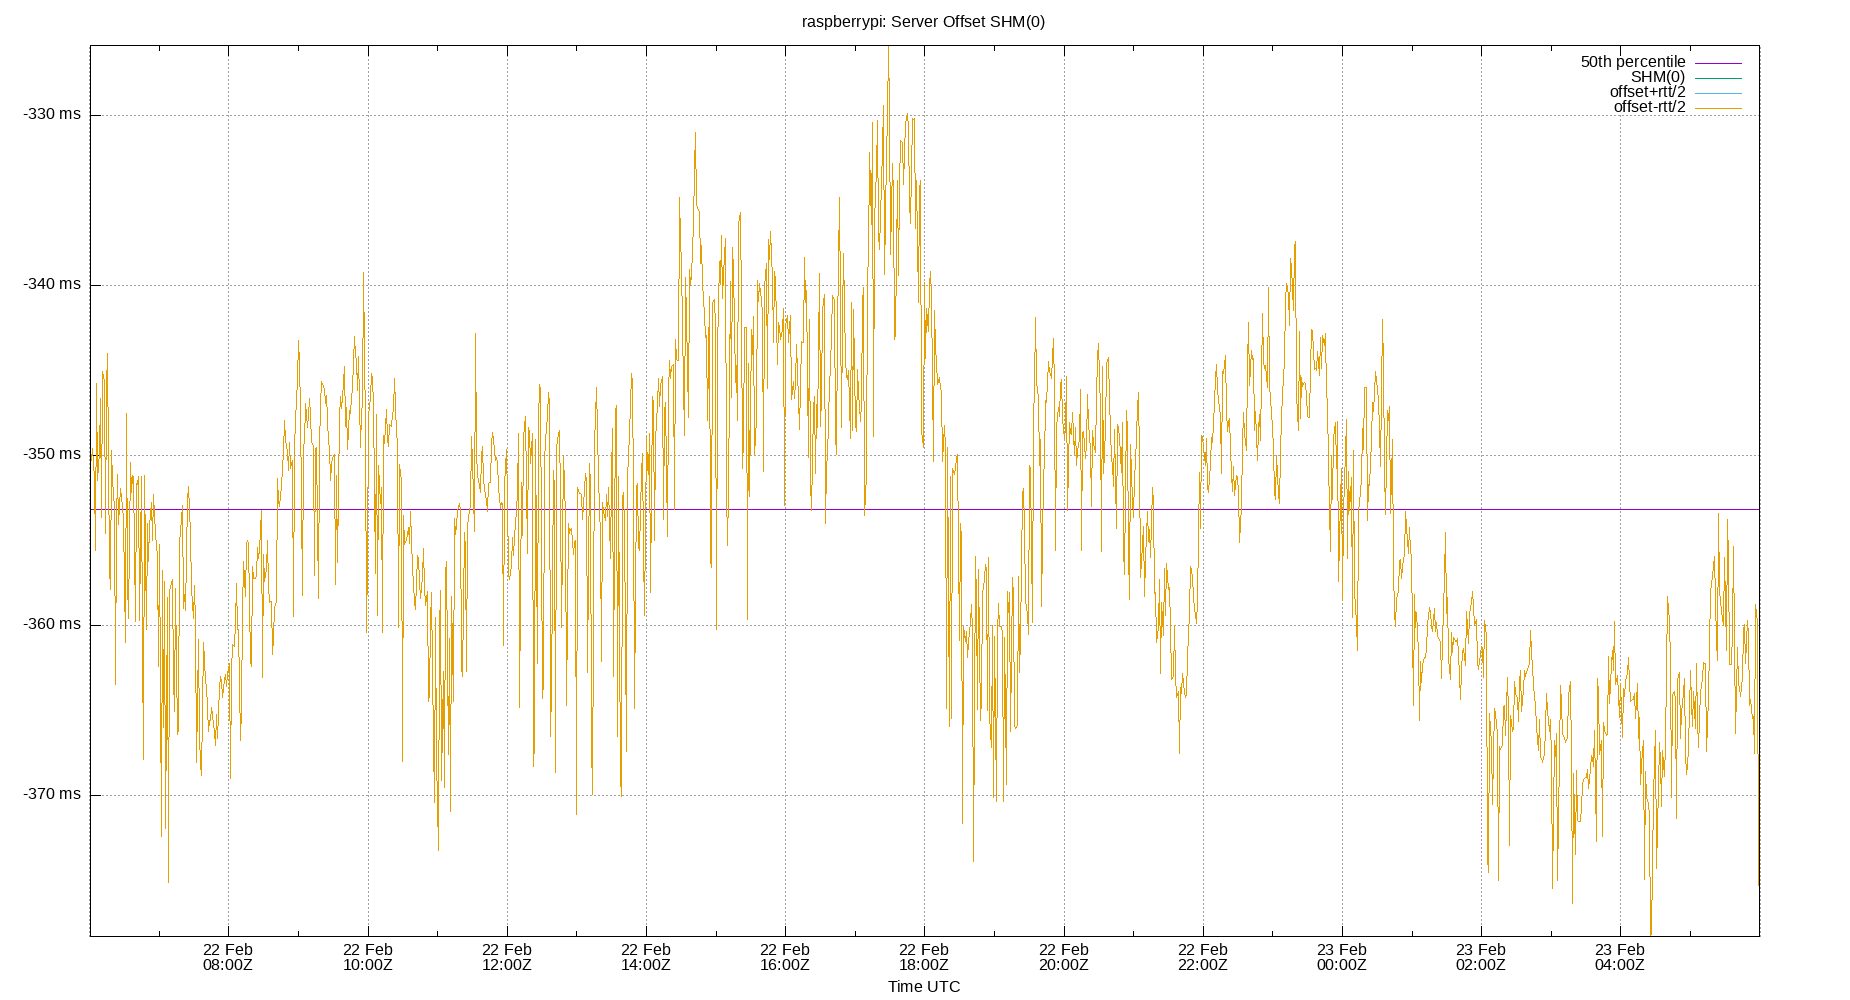 raspberrypi: Server Offset SHM(0)
50th percentile
SHM(0)
offset+rtt/2
offset-rtt/2
-330 ms
-340 ms
-350 ms
-360 ms
-370 ms
22 Feb 22 Feb 22 Feb 22 Feb 22 Feb 22 Feb 22 Feb 22 Feb 23 Feb 23 Feb 23 Feb
08:00Z 10:00Z 12:00Z 14:00Z 16:00Z 18:00Z 20:00Z 22:00Z 00:00Z 02:00Z 04:00Z
Time UTC